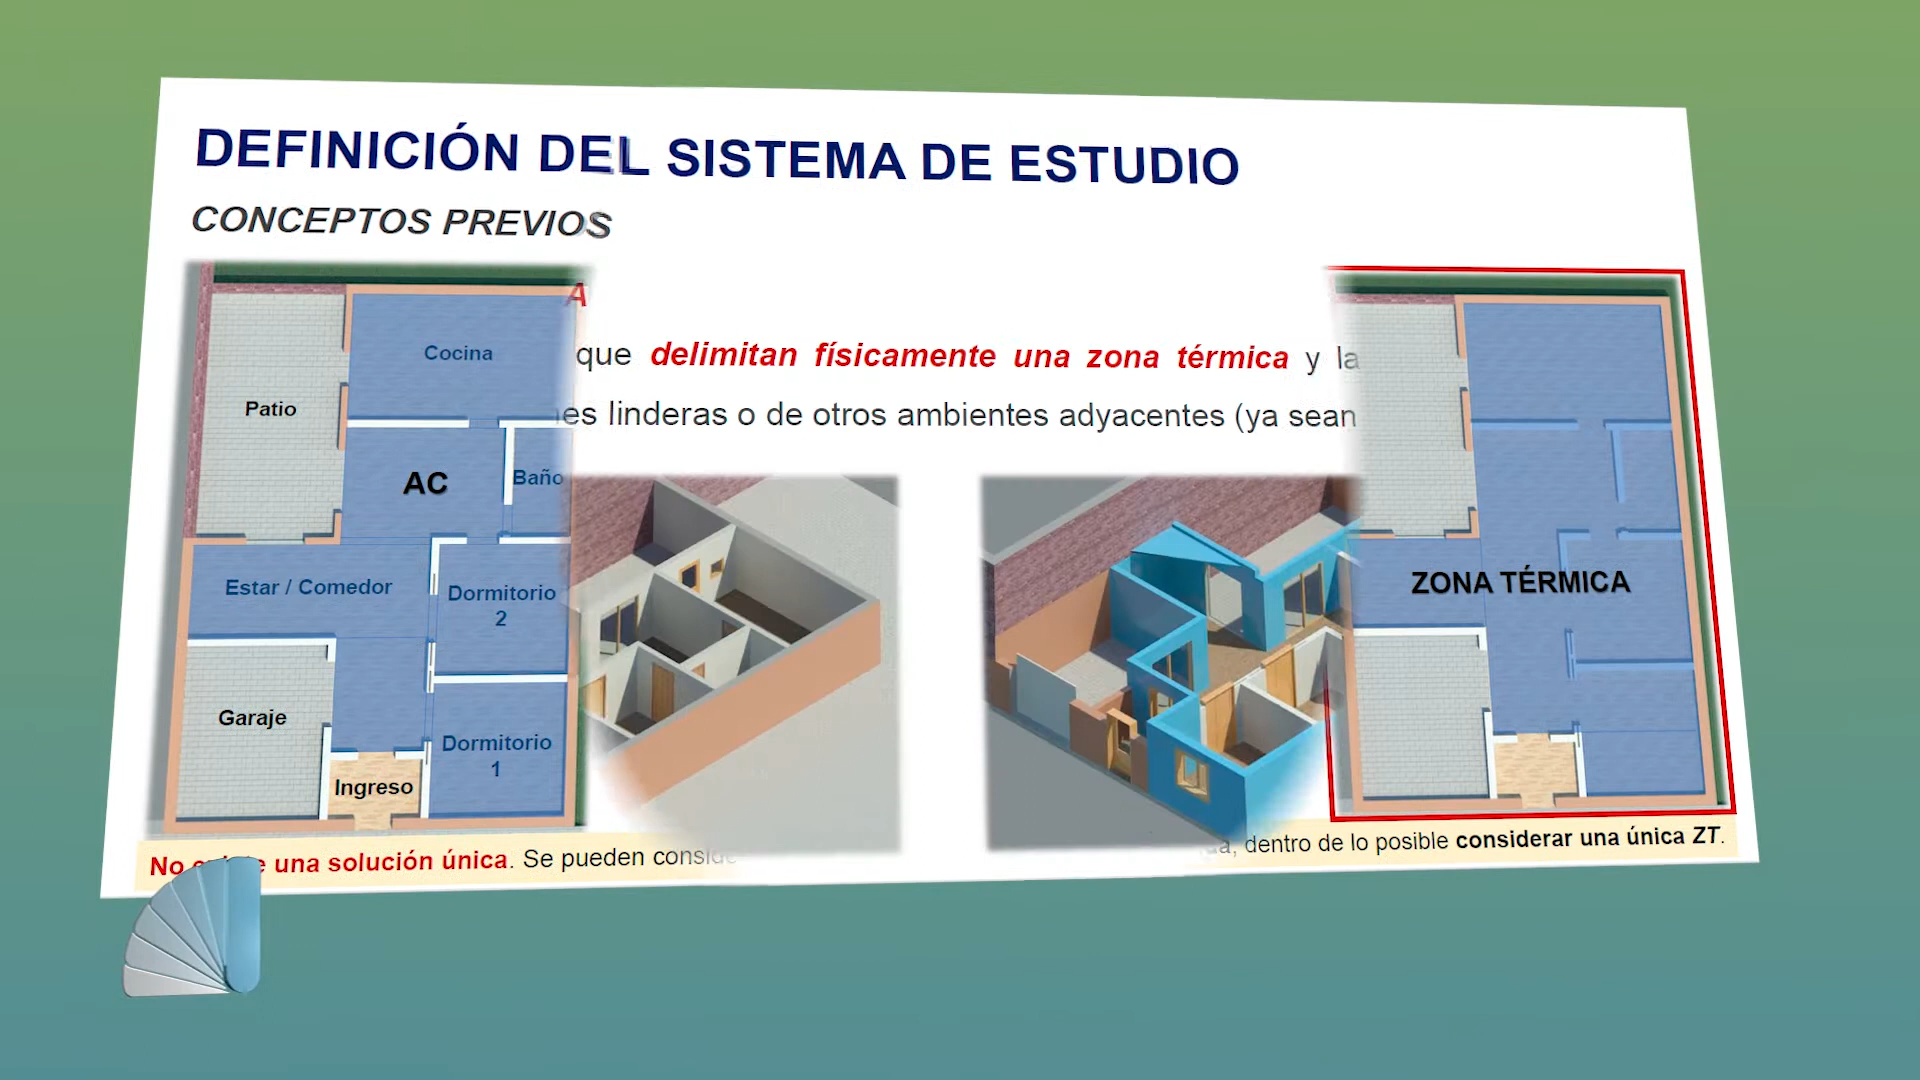 DEFINICIÓN DEL SISTEMA DE ESTUDIO
CONCEPTOS PREVIOS
A
que delimitan físicamente una zona térmica y la
es linderas o de otros ambientes adyacentes (ya sean
Cocina
Patio
AC
Baño
Estar / Comedor
Dormitorio
2
Garaje
Dormitorio
1
Ingreso
ZONA TÉRMICA
No una solución única. Se pueden
, dentro de lo posible considerar una única ZT.